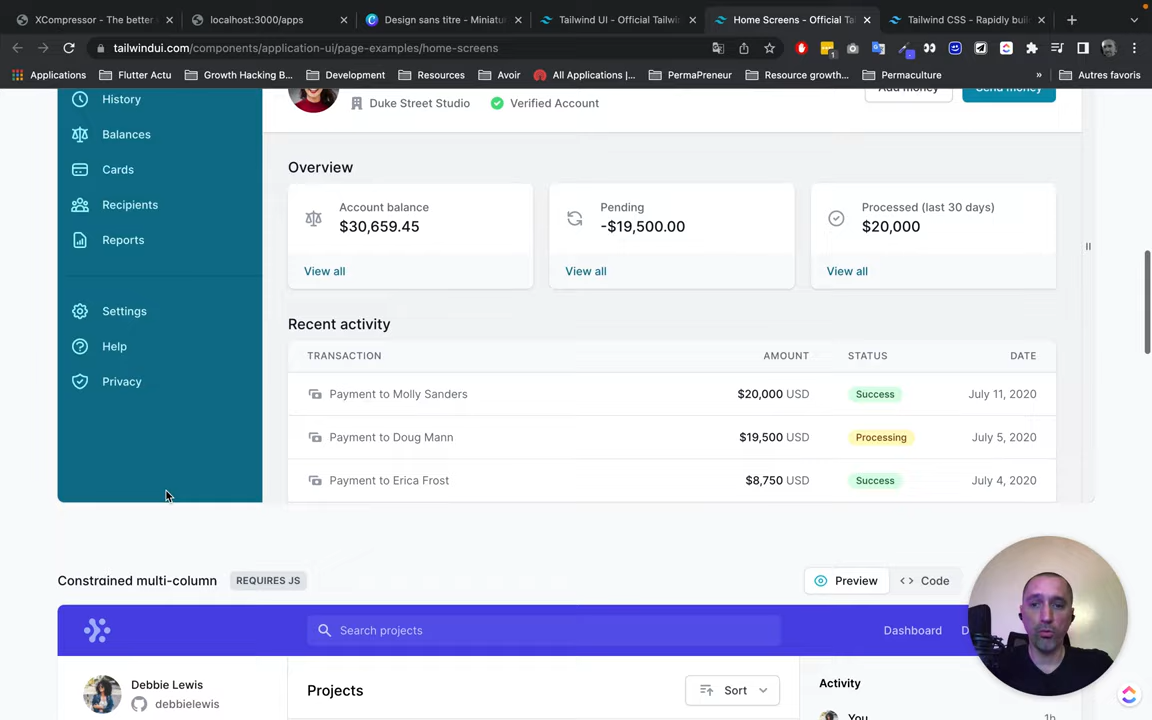 XCompressor - The better s
localhost:3000/apps
Design sans titre - Miniatu
Tailwind UI - Official Tailwin
Home Screens - Official Tai
Tailwind CSS - Rapidly buil
tailwindui.com/components/application-ui/page-examples/home-screens
Applications
Flutter Actu
Growth Hacking B...
Development
Resources
Avoir
All Applications |...
PermaPreneur
Resource growth...
Permaculture
»
Autres favoris
History
Balances
Cards
Recipients
Reports
Settings
Help
Privacy
Duke Street Studio
Verified Account
Add money
Send money
Overview
Account balance
$30,659.45
View all
Pending
-$19,500.00
View all
Processed (last 30 days)
$20,000
View all
Recent activity
TRANSACTION AMOUNT STATUS DATE
Payment to Molly Sanders $20,000 USD Success July 11, 2020
Payment to Doug Mann $19,500 USD Processing July 5, 2020
Payment to Erica Frost $8,750 USD Success July 4, 2020
Constrained multi-column REQUIRES JS
Preview
Code
Search projects
Dashboard
D
Debbie Lewis
debbielewis
Projects
Sort
Activity
You
1h